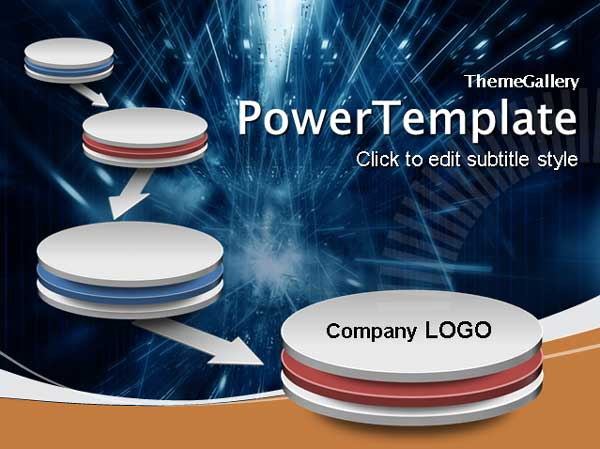 ThemeGallery
PowerTemplate
Click to edit subtitle style
Company LOGO